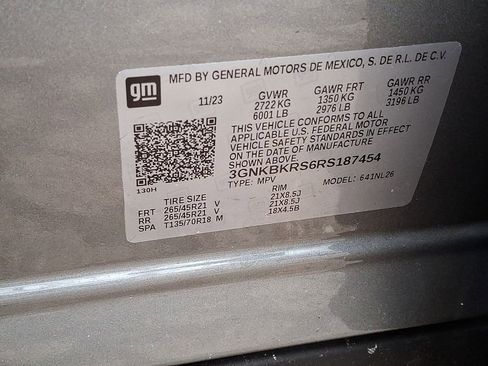 gm MFD BY GENERAL MOTORS DE MEXICO, S. DE R.L. DE C.V.
11/23 GVWR GAWR FRT GAWR RR
2722 KG 1350 KG 1450 KG
6001 LB 2976 LB 3196 LB
THIS VEHICLE CONFORMS TO ALL
APPLICABLE U.S. FEDERAL MOTOR
VEHICLE SAFETY STANDARDS IN EFFECT
ON THE DATE OF MANUFACTURE
SHOWN ABOVE.
3GNKBKRS6RS187454
130H TYPE: MPV MODEL: 641NL26
TIRE SIZE RIM
FRT 265/45R21 V 21X8.5J
RR 265/45R21 V 21X8.5J
SPA T135/70R18 M 18X4.5B